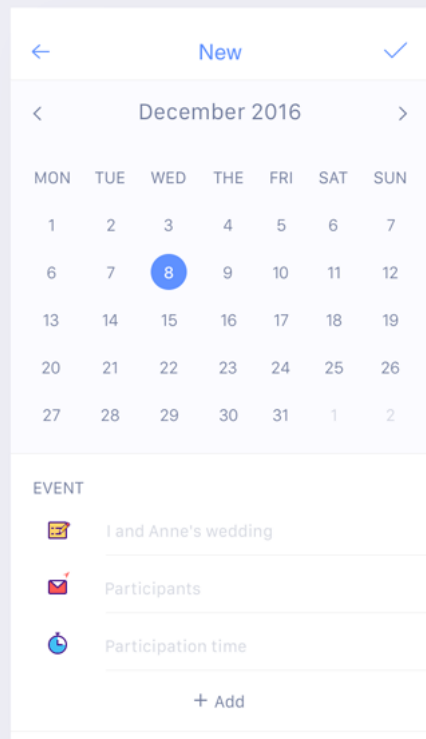 ← New ✓
< December 2016 >
MON TUE WED THE FRI SAT SUN
1 2 3 4 5 6 7
6 7 8 9 10 11 12
13 14 15 16 17 18 19
20 21 22 23 24 25 26
27 28 29 30 31 1 2
EVENT
I and Anne's wedding
Participants
Participation time
+ Add